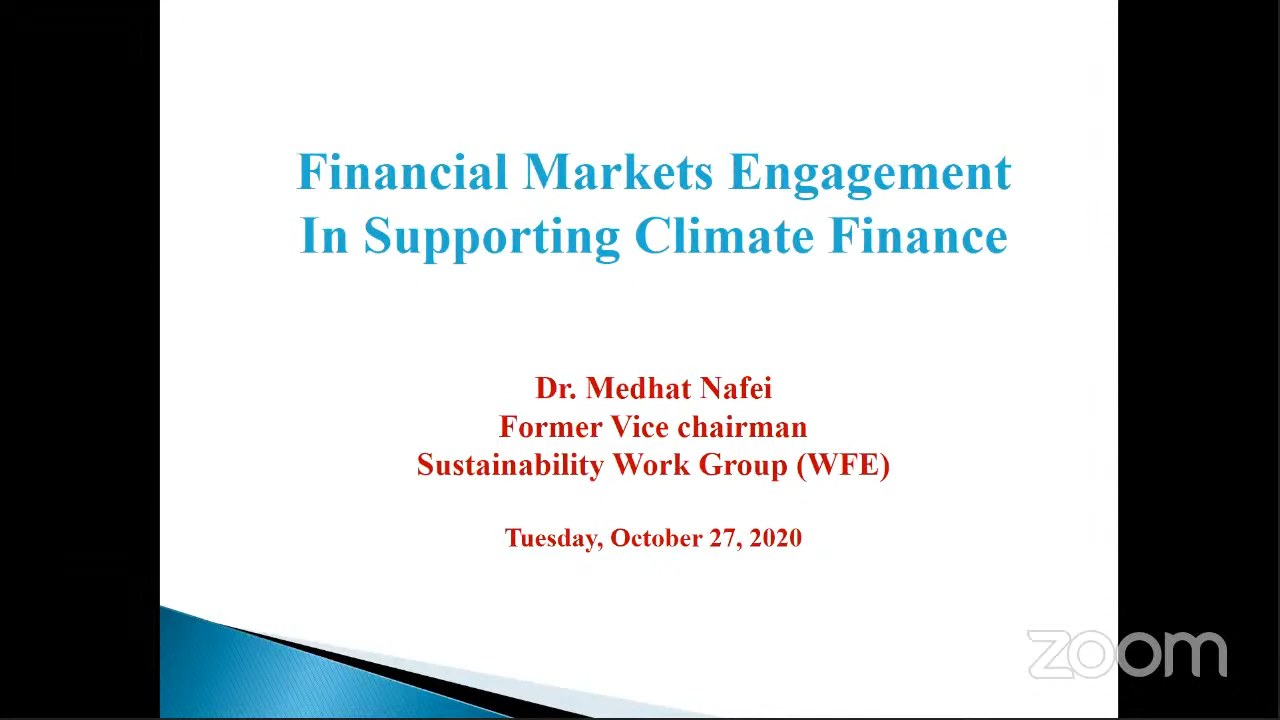 Financial Markets Engagement
In Supporting Climate Finance
Dr. Medhat Nafei
Former Vice chairman
Sustainability Work Group (WFE)
Tuesday, October 27, 2020
zoom